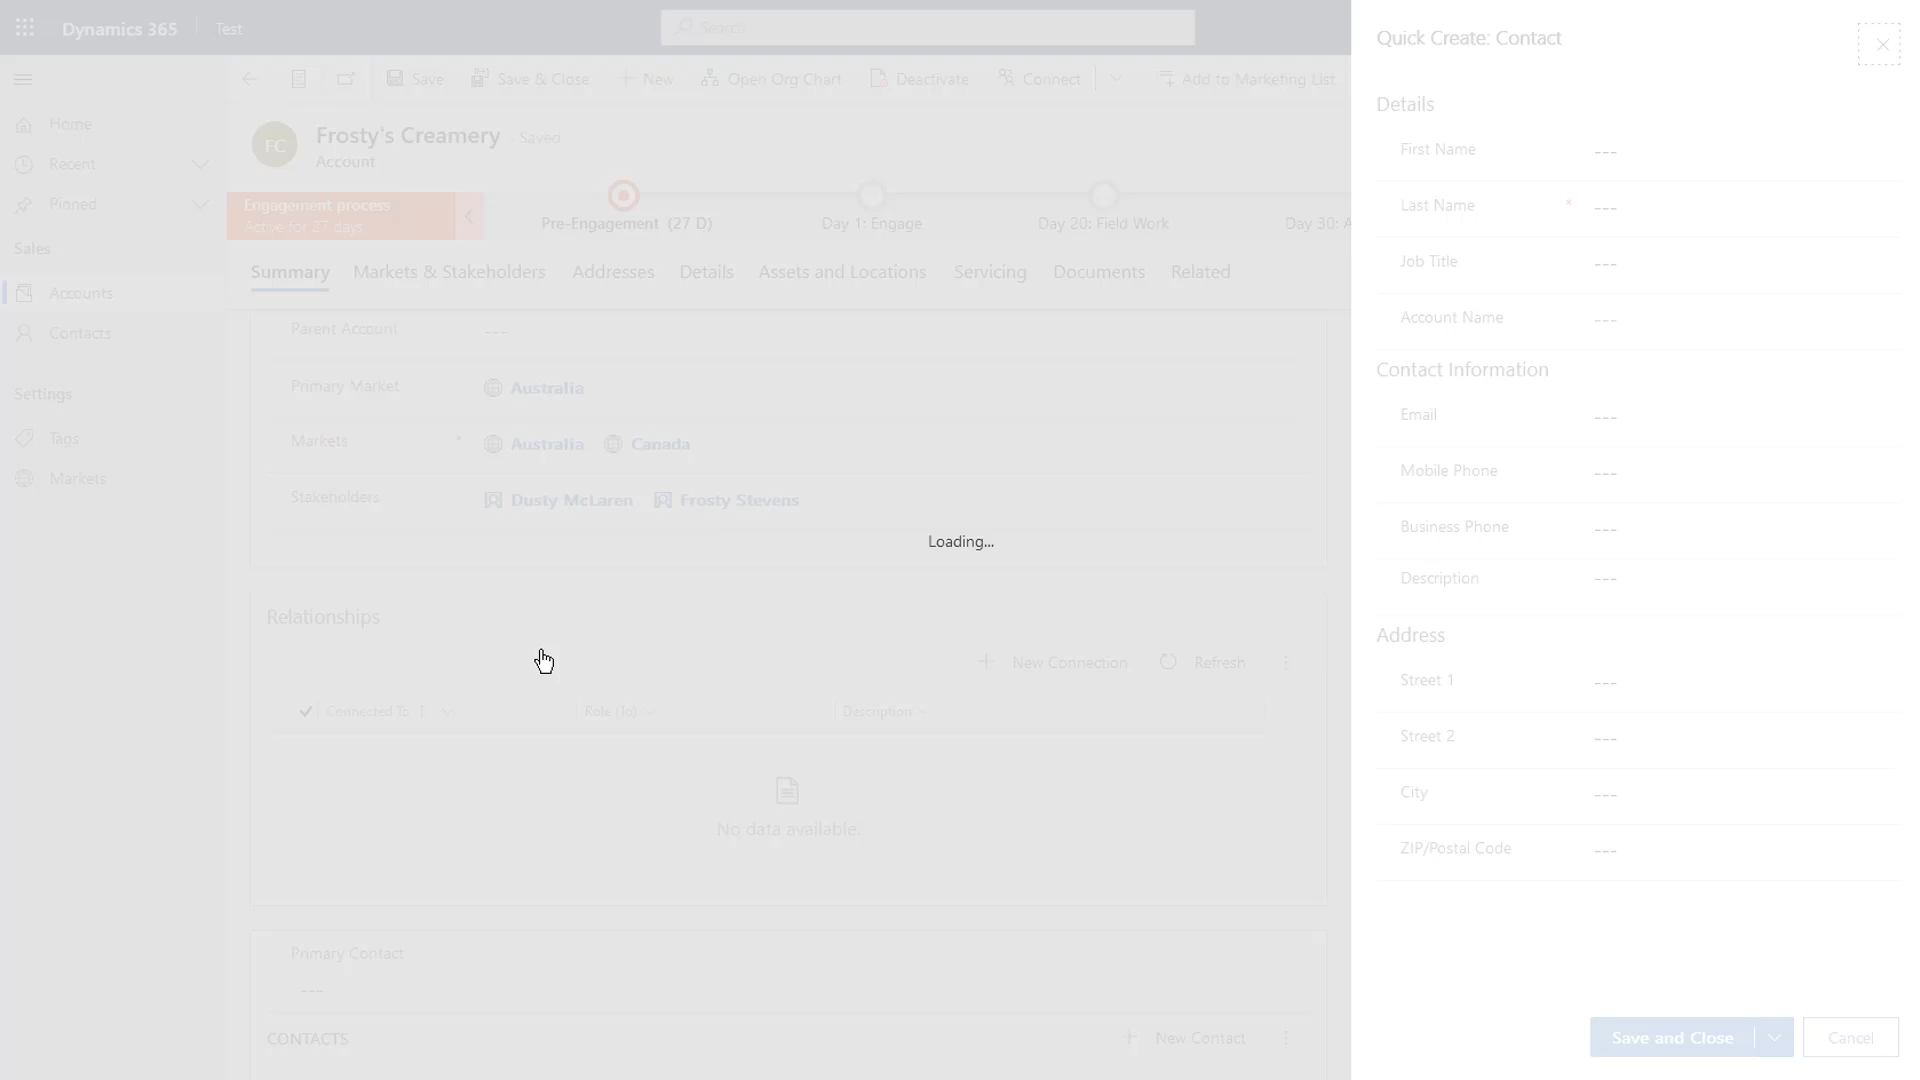 Dynamics 365
Test
Search
Save
Save & Close
New
Open Org Chart
Deactivate
Connect
Add to Marketing List
Home
Recent
Pinned
Sales
Accounts
Contacts
Settings
Tags
Markets
FC
Frosty's Creamery
- Saved
Account
Engagement process
Active for 27 days
Pre-Engagement (27 D)
Day 1: Engage
Day 20: Field Work
Day 30: A
Summary
Markets & Stakeholders
Addresses
Details
Assets and Locations
Servicing
Documents
Related
Parent Account
---
Primary Market
Australia
Markets
*
Australia
Canada
Stakeholders
Dusty McLaren
Frosty Stevens
Loading...
Relationships
New Connection
Refresh
Connected To
Role (To)
Description
No data available.
Primary Contact
---
CONTACTS
New Contact
Quick Create: Contact
Details
First Name
---
Last Name
*
---
Job Title
---
Account Name
---
Contact Information
Email
---
Mobile Phone
---
Business Phone
---
Description
---
Address
Street 1
---
Street 2
---
City
---
ZIP/Postal Code
---
Save and Close
Cancel